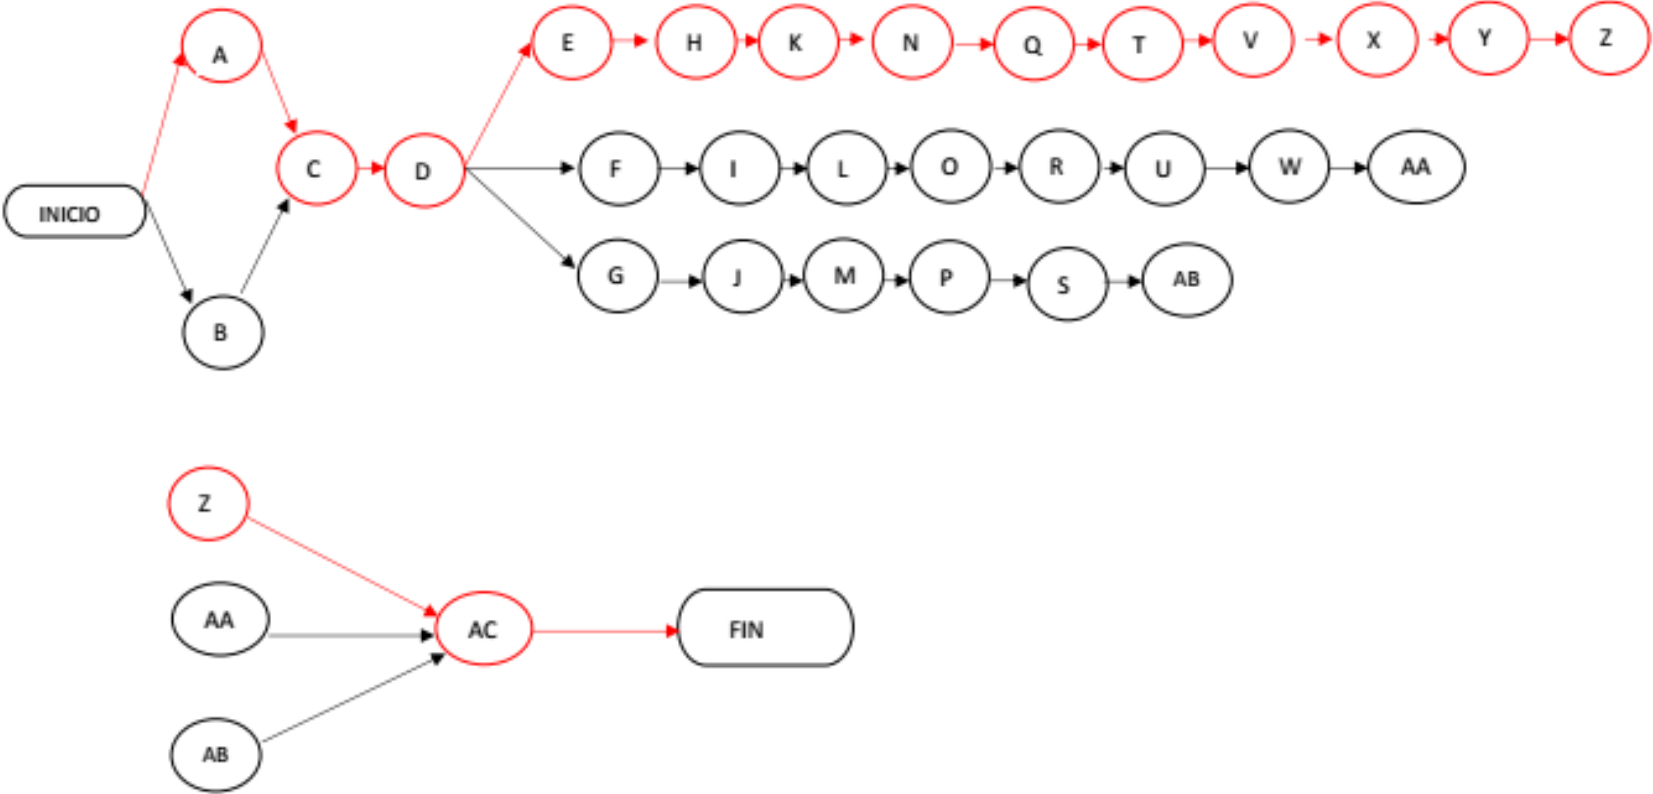 A
E H K N Q T V X Y Z
C D F I L O R U W AA
INICIO
G J M P S AB
B
Z
AA
AC FIN
AB